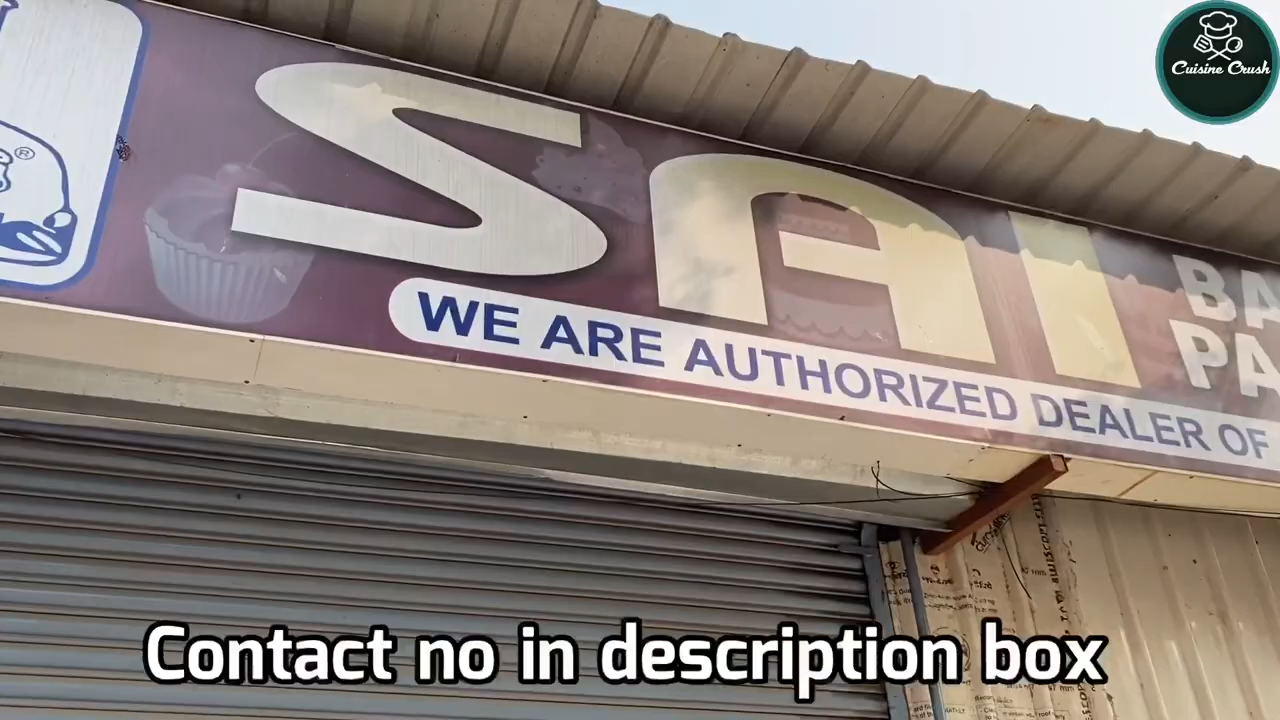 Cuisine Crush
®
SAI
BA
PA
WE ARE AUTHORIZED DEALER OF
Contact no in description box